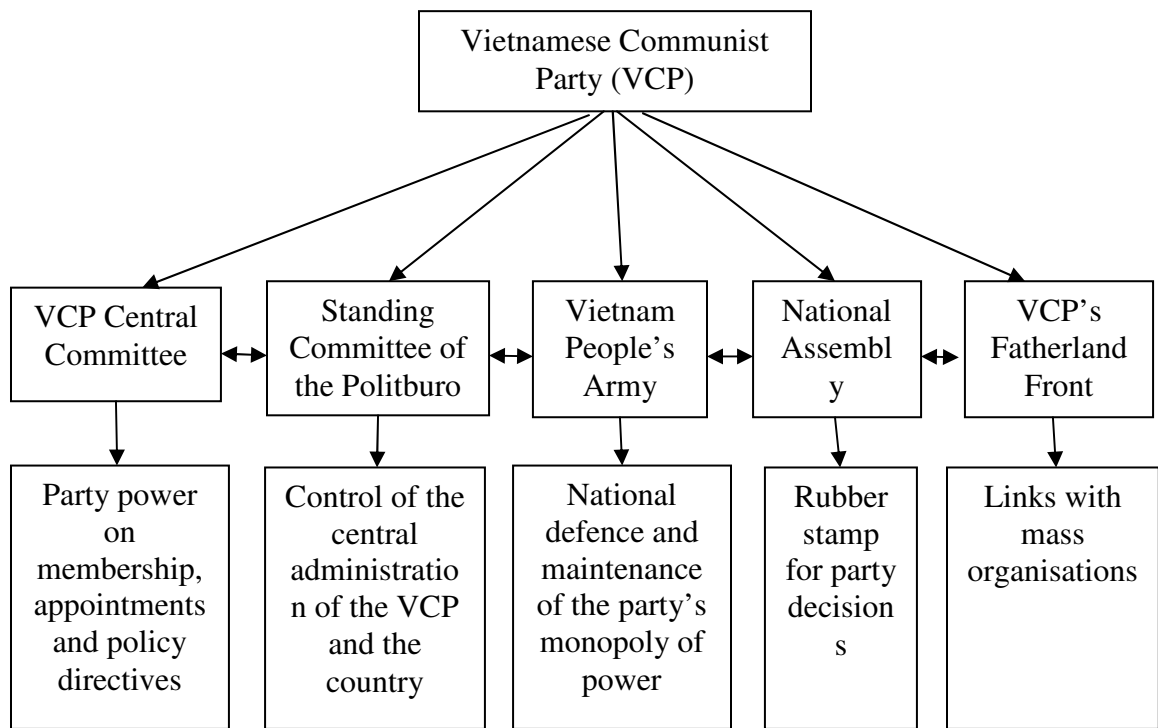 Vietnamese Communist
Party (VCP)
VCP Central
Committee
Standing
Committee of
the Politburo
Vietnam
People’s
Army
National
Assembl
y
VCP’s
Fatherland
Front
Party power
on
membership,
appointments
and policy
directives
Control of the
central
administratio
n of the VCP
and the
country
National
defence and
maintenance
of the party’s
monopoly of
power
Rubber
stamp
for party
decision
s
Links with
mass
organisations